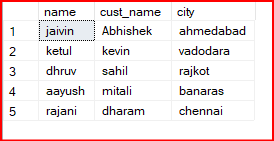 name cust_name city
1 jaivin Abhishek ahmedabad
2 ketul kevin vadodara
3 dhruv sahil rajkot
4 aayush mitali banaras
5 rajani dharam chennai